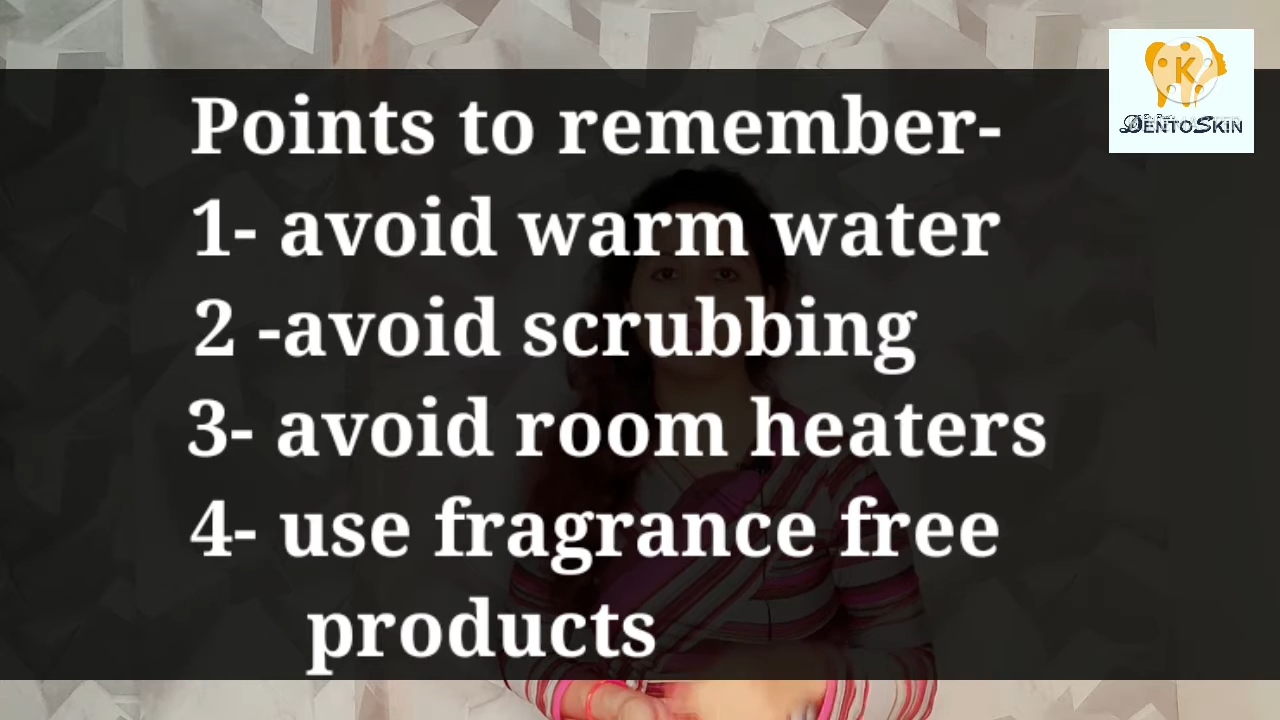 Points to remember-
1- avoid warm water
2 -avoid scrubbing
3- avoid room heaters
4- use fragrance free
products
K
DENTOSKIN